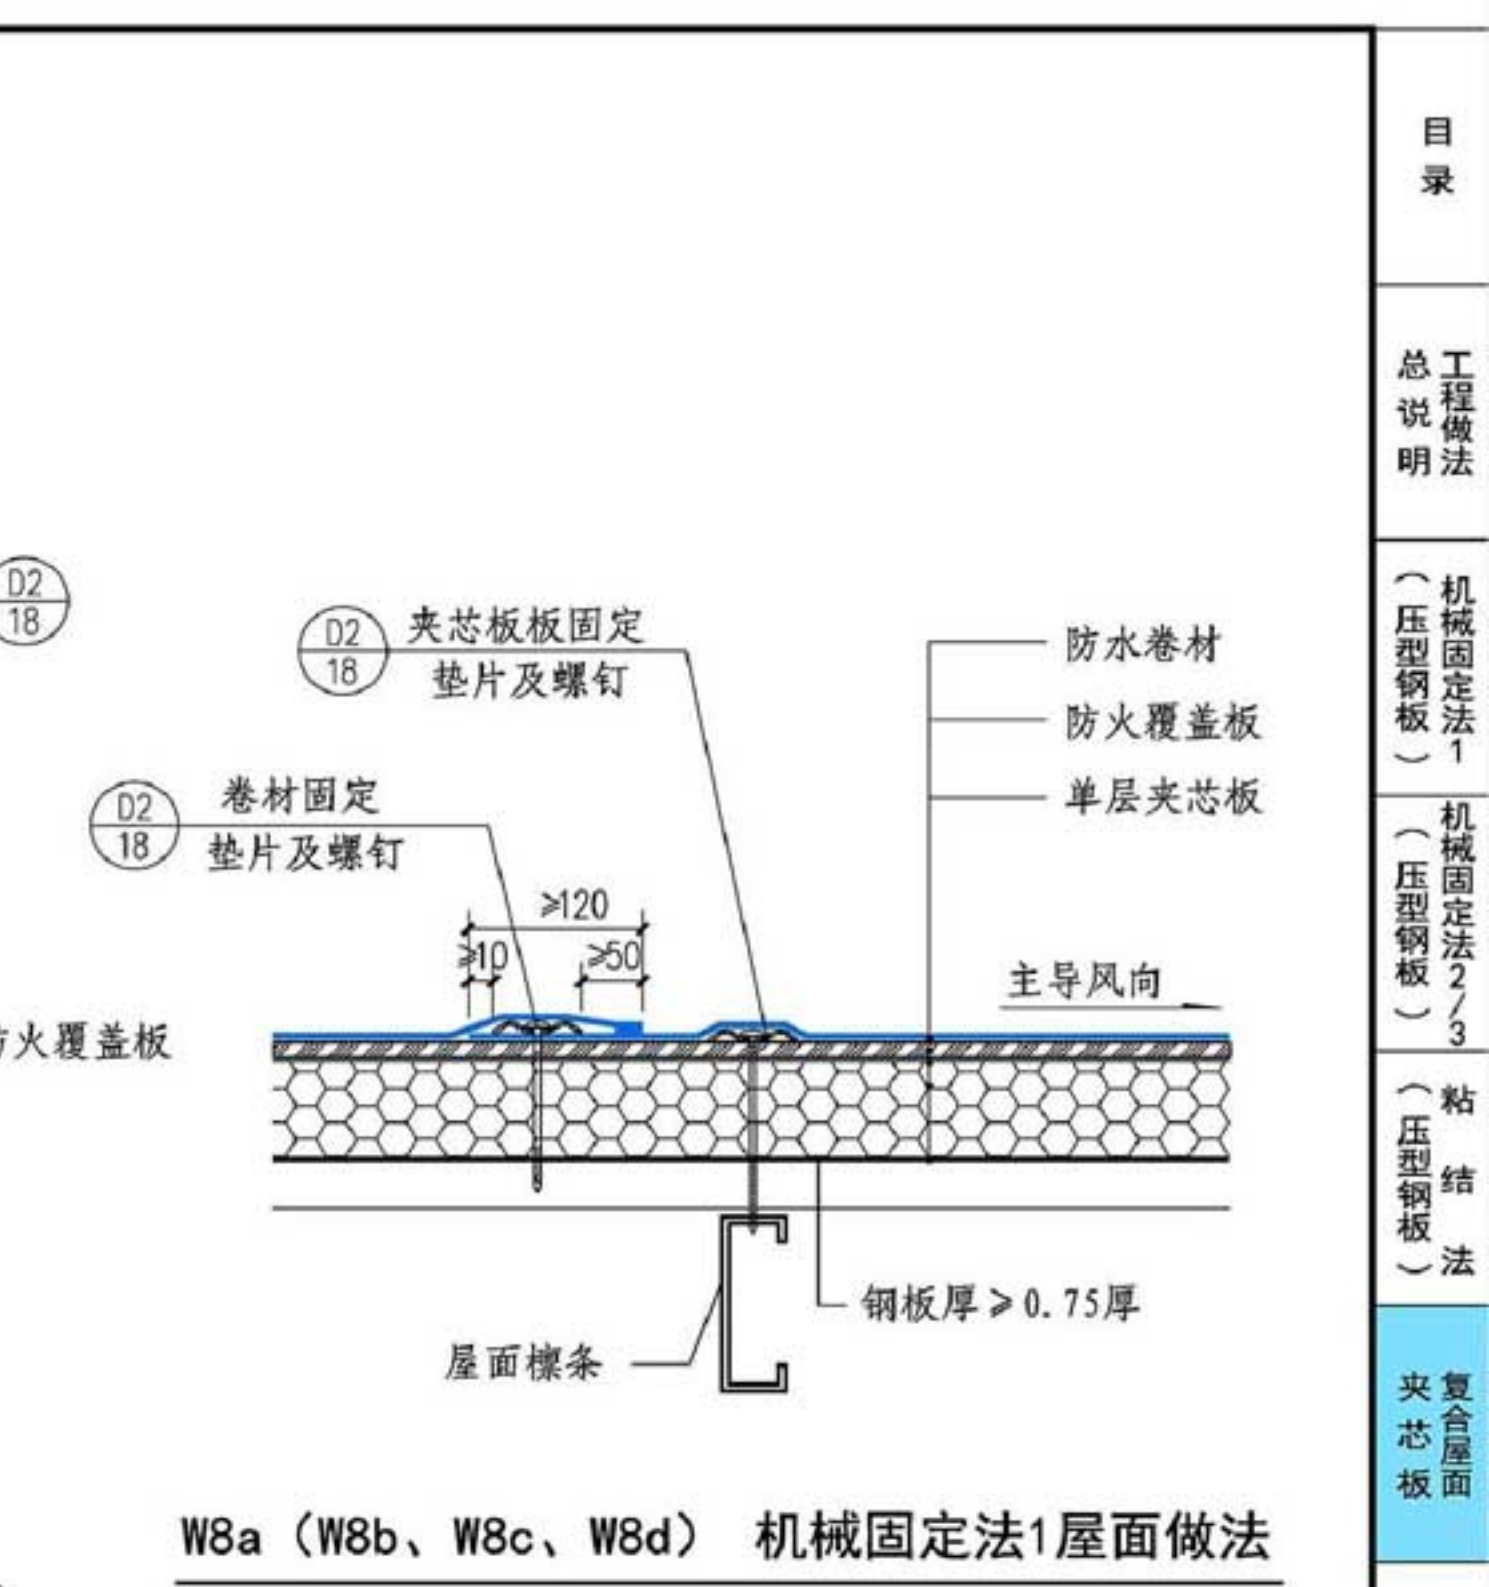 D2
18
D2
18
夹芯板板固定
垫片及螺钉
防水卷材
防火覆盖板
单层夹芯板
D2
18
卷材固定
垫片及螺钉
≥120
≥10
≥50
主导风向
火覆盖板
钢板厚≥0.75厚
屋面檩条
W8a（W8b、W8c、W8d） 机械固定法1屋面做法
目录
总说明
工程做法
机械固定法1
（压型钢板）
机械固定法2/3
（压型钢板）
粘结法
（压型钢板）
夹芯板
复合屋面